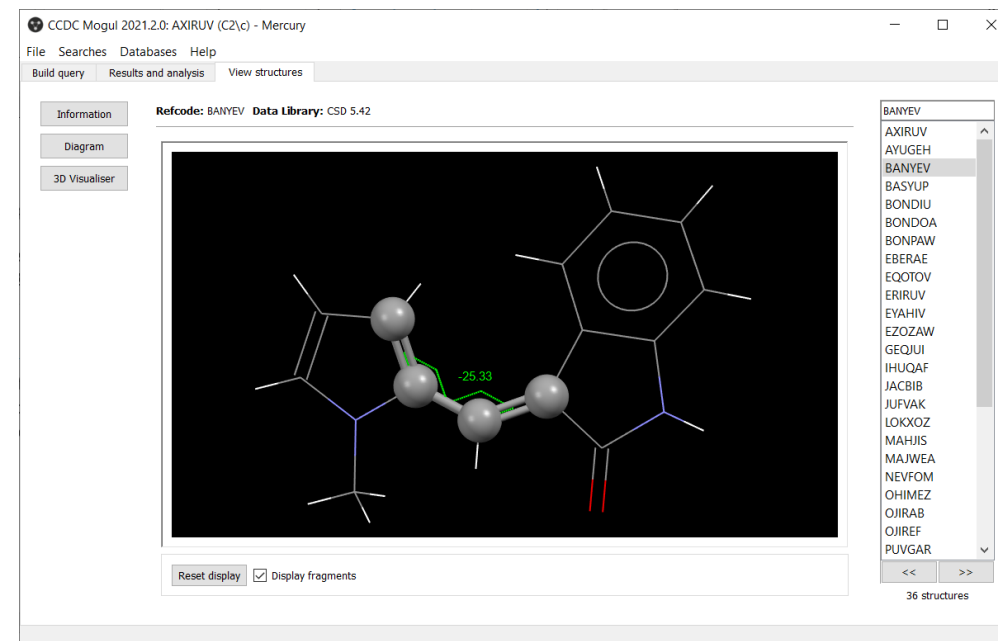 CCDC Mogul 2021.2.0: AXIRUV (C2\c) - Mercury
File Searches Databases Help
Build query Results and analysis View structures
Information
Diagram
3D Visualiser
Refcode: BANYEV Data Library: CSD 5.42
-25.33
Reset display Display fragments
BANYEV
AXIRUV
AYUGEH
BANYEV
BASYUP
BONDIU
BONDOA
BONPAW
EBERAE
EQOTOV
ERIRUV
EYAHIV
EZOZAW
GEQJUI
IHUQAF
JACBIB
JUFVAK
LOKXOZ
MAHJIS
MAJWEA
NEVFOM
OHIMEZ
OJIRAB
OJIREF
PUVGAR
<< >>
36 structures